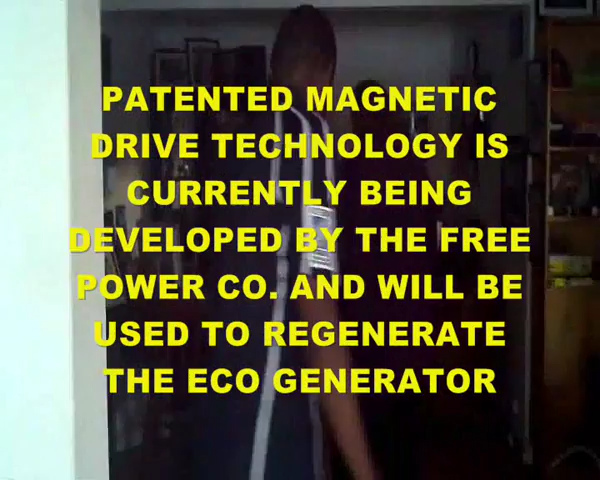 PATENTED MAGNETIC
DRIVE TECHNOLOGY IS
CURRENTLY BEING
DEVELOPED BY THE FREE
POWER CO. AND WILL BE
USED TO REGENERATE
THE ECO GENERATOR